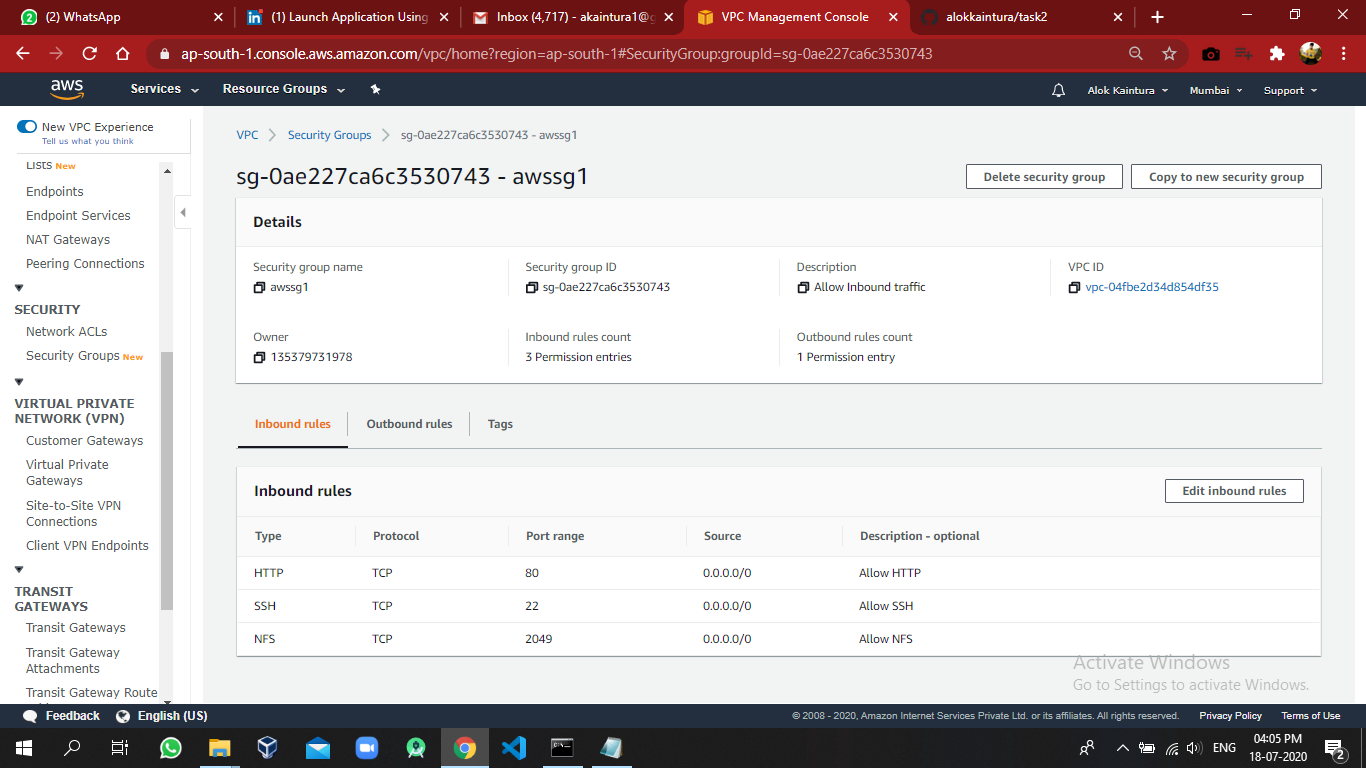 (2) WhatsApp
(1) Launch Application Using
Inbox (4,717) - akaintura1@g
VPC Management Console
alokkaintura/task2
ap-south-1.console.aws.amazon.com/vpc/home?region=ap-south-1#SecurityGroup:groupId=sg-0ae227ca6c3530743
aws Services Resource Groups Alok Kaintura Mumbai Support
New VPC Experience
Tell us what you think
Lists New
Endpoints
Endpoint Services
NAT Gateways
Peering Connections
SECURITY
Network ACLs
Security Groups New
VIRTUAL PRIVATE
NETWORK (VPN)
Customer Gateways
Virtual Private
Gateways
Site-to-Site VPN
Connections
Client VPN Endpoints
TRANSIT
GATEWAYS
Transit Gateways
Transit Gateway
Attachments
Transit Gateway Route
VPC Security Groups sg-0ae227ca6c3530743 - awssg1
sg-0ae227ca6c3530743 - awssg1
Delete security group Copy to new security group
Details
Security group name Security group ID Description VPC ID
awssg1 sg-0ae227ca6c3530743 Allow Inbound traffic vpc-04fbe2d34d854df35
Owner Inbound rules count Outbound rules count
135379731978 3 Permission entries 1 Permission entry
Inbound rules Outbound rules Tags
Inbound rules Edit inbound rules
Type Protocol Port range Source Description - optional
HTTP TCP 80 0.0.0.0/0 Allow HTTP
SSH TCP 22 0.0.0.0/0 Allow SSH
NFS TCP 2049 0.0.0.0/0 Allow NFS
Activate Windows
Go to Settings to activate Windows.
Feedback English (US) © 2008 - 2020, Amazon Internet Services Private Ltd. or its affiliates. All rights reserved. Privacy Policy Terms of Use
ENG
04:05 PM
18-07-2020
2